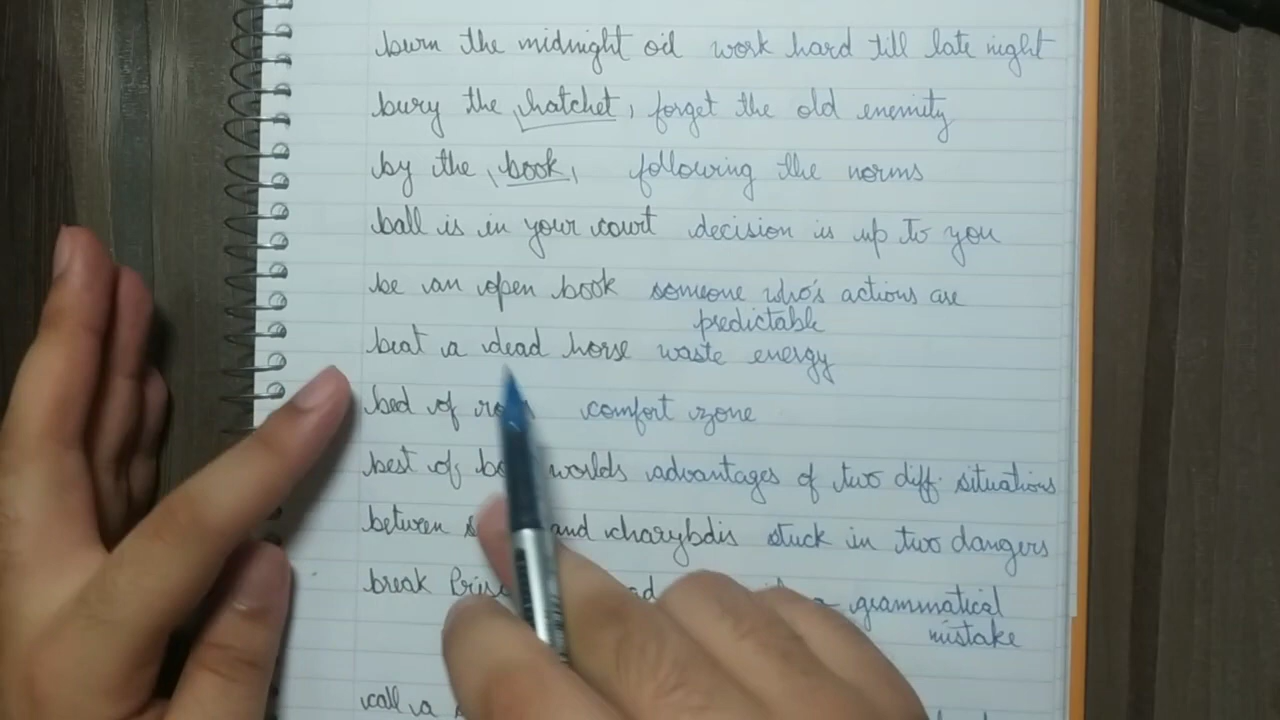 burn the midnight oil work hard till late night
bury the hatchet, forget the old enemity
by the book, following the norms
ball is in your court decision is up to you
be an open book someone who's actions are
predictable
beat a dead horse waste energy
bed of comfort zone
best of worlds advantages of two diff. situations
between and charybdis stuck in two dangers
break grammatical
mistake
call a